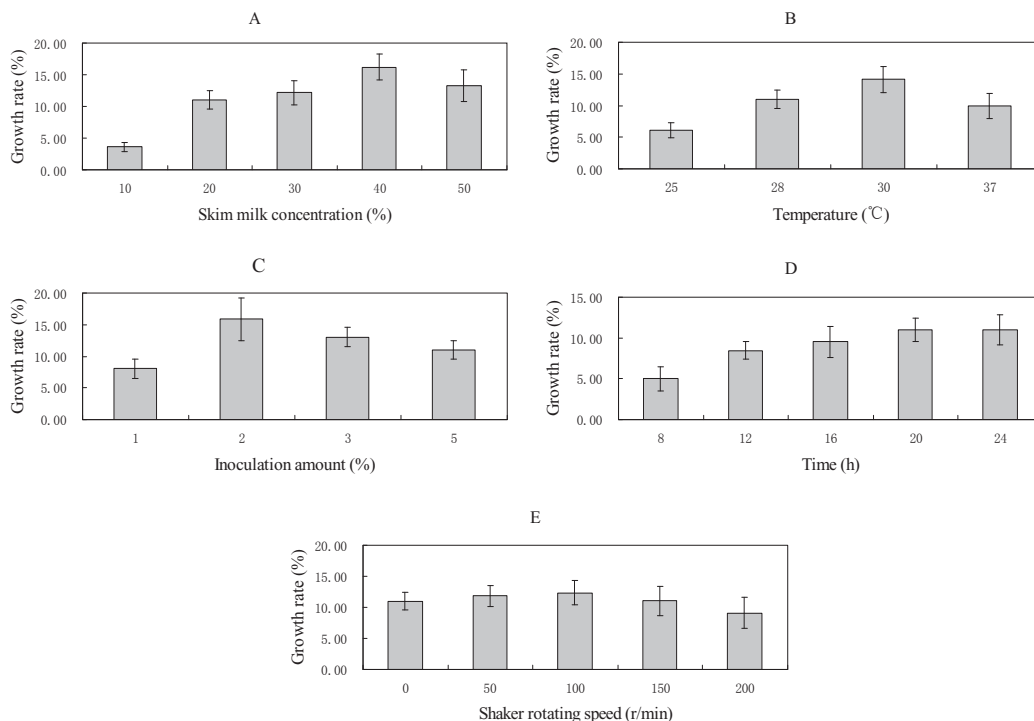 A
Growth rate (%)
20.00
15.00
10.00
5.00
0.00
10 20 30 40 50
Skim milk concentration (%)
B
Growth rate (%)
20.00
15.00
10.00
5.00
0.00
25 28 30 37
Temperature (℃)
C
Growth rate (%)
20.00
15.00
10.00
5.00
0.00
1 2 3 5
Inoculation amount (%)
D
Growth rate (%)
15.00
10.00
5.00
0.00
8 12 16 20 24
Time (h)
E
Growth rate (%)
20.00
15.00
10.00
5.00
0.00
0 50 100 150 200
Shaker rotating speed (r/min)